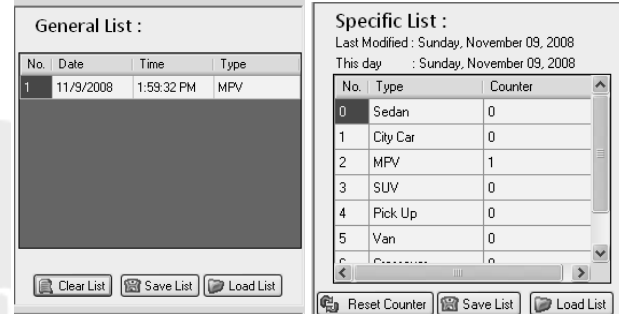 General List :
No. Date Time Type
1 11/9/2008 1:59:32 PM MPV
Clear List Save List Load List
Specific List :
Last Modified : Sunday, November 09, 2008
This day : Sunday, November 09, 2008
No. Type Counter
0 Sedan 0
1 City Car 0
2 MPV 1
3 SUV 0
4 Pick Up 0
5 Van 0
Reset Counter Save List Load List